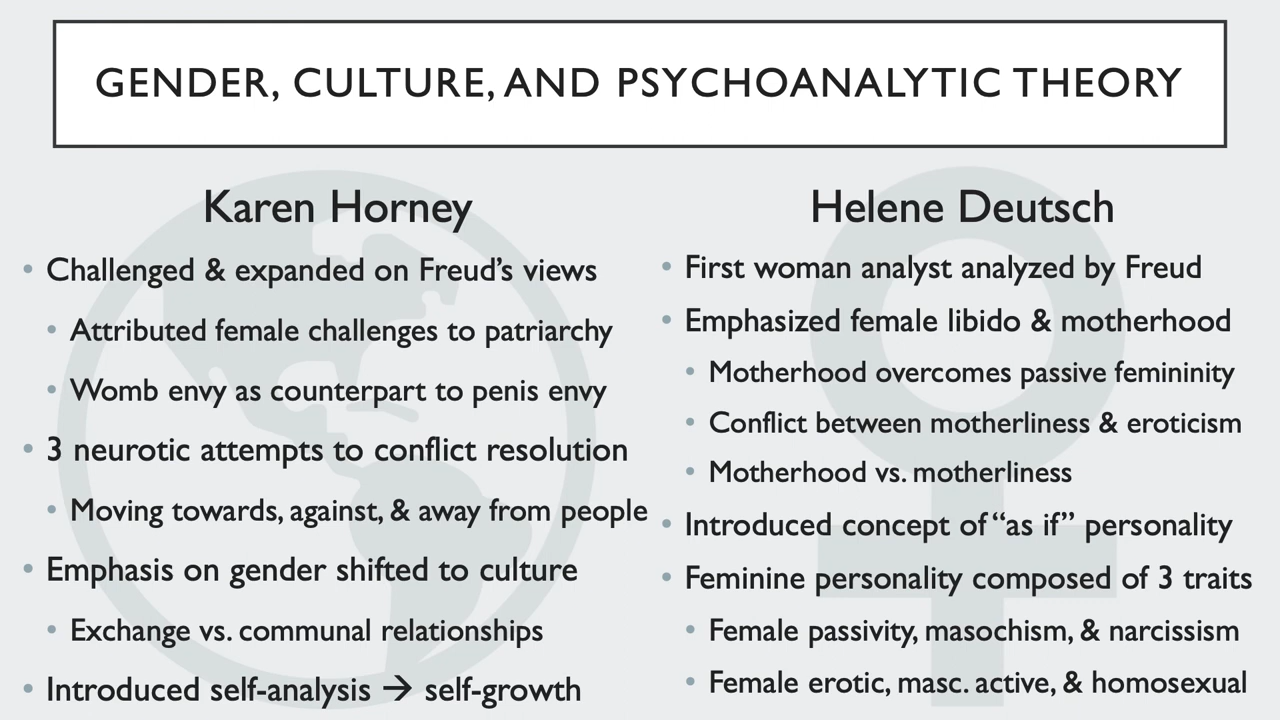 GENDER, CULTURE, AND PSYCHOANALYTIC THEORY
Karen Horney
• Challenged & expanded on Freud’s views
• Attributed female challenges to patriarchy
• Womb envy as counterpart to penis envy
• 3 neurotic attempts to conflict resolution
• Moving towards, against, & away from people
• Emphasis on gender shifted to culture
• Exchange vs. communal relationships
• Introduced self-analysis → self-growth
Helene Deutsch
• First woman analyst analyzed by Freud
• Emphasized female libido & motherhood
• Motherhood overcomes passive femininity
• Conflict between motherliness & eroticism
• Motherhood vs. motherliness
• Introduced concept of “as if” personality
• Feminine personality composed of 3 traits
• Female passivity, masochism, & narcissism
• Female erotic, masc. active, & homosexual